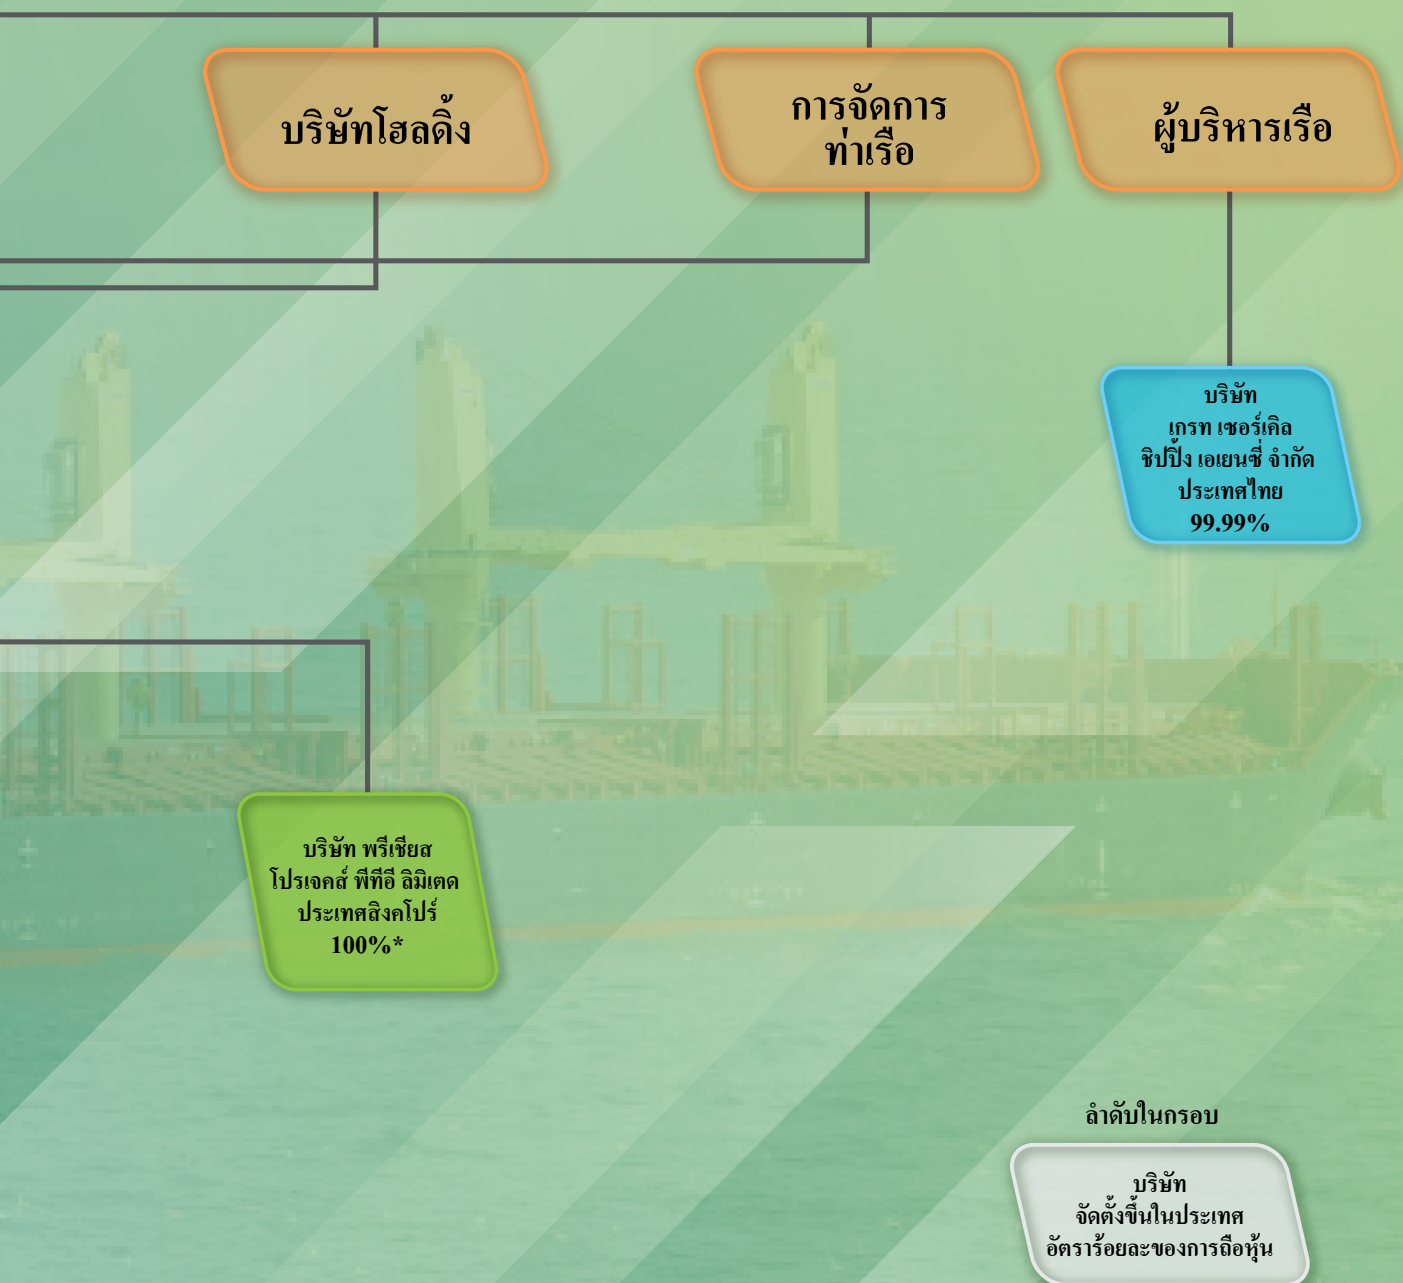 บริษัทโฮลดิ้ง
การจัดการ
ท่าเรือ
ผู้บริหารเรือ
บริษัท
เกรท เซอร์เคิล
ชิปปิ้ง เอเยนซี่ จำกัด
ประเทศไทย
99.99%
บริษัท พรีเชียส
โปรเจคส์ พีทีอี ลิมิเตด
ประเทศสิงคโปร์
100%*
ลำดับในกรอบ
บริษัท
จัดตั้งขึ้นในประเทศ
อัตราร้อยละของการถือหุ้น